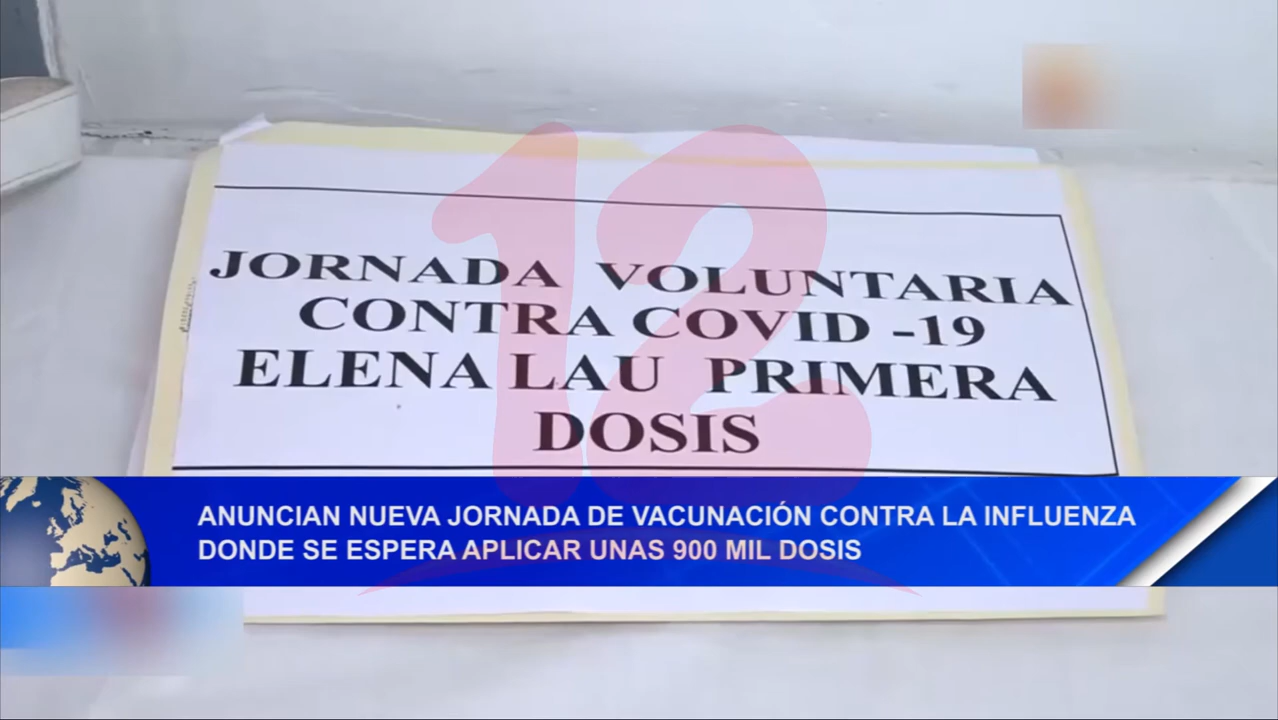 12
JORNADA VOLUNTARIA
CONTRA COVID -19
ELENA LAU PRIMERA
DOSIS
ANUNCIAN NUEVA JORNADA DE VACUNACIÓN CONTRA LA INFLUENZA
DONDE SE ESPERA APLICAR UNAS 900 MIL DOSIS